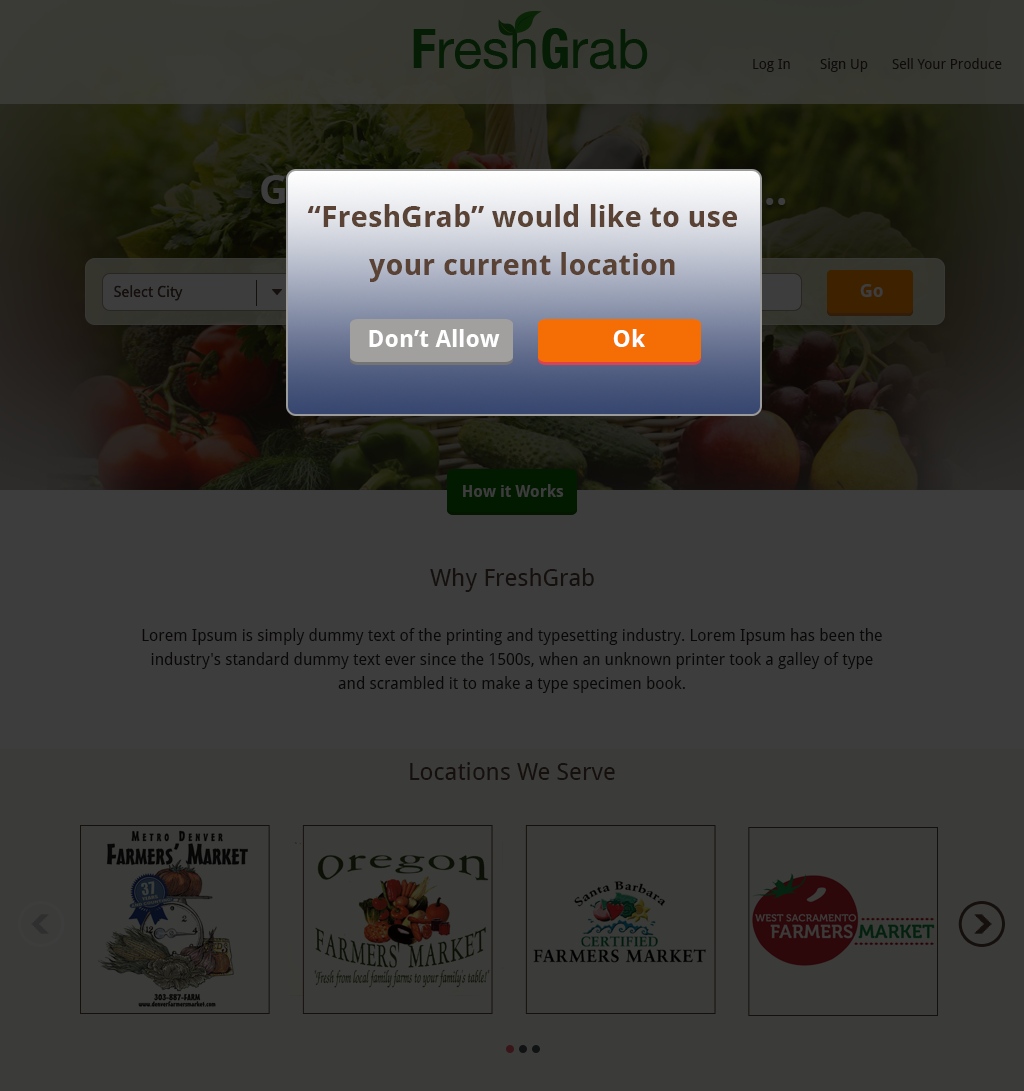 FreshGrab
Log In
Sign Up
Sell Your Produce
G
..
“FreshGrab” would like to use
your current location
Select City
Go
Don’t Allow
Ok
How it Works
Why FreshGrab
Lorem Ipsum is simply dummy text of the printing and typesetting industry. Lorem Ipsum has been the
industry's standard dummy text ever since the 1500s, when an unknown printer took a galley of type
and scrambled it to make a type specimen book.
Locations We Serve
METRO DENVER
FARMERS' MARKET
37
303-887-FARM
www.denverfarmersmarket.com
Oregon
FARMERS MARKET
"Fresh from local family farms to your family's table!"
Santa Barbara
CERTIFIED
FARMERS MARKET
WEST SACRAMENTO
FARMERS MARKET